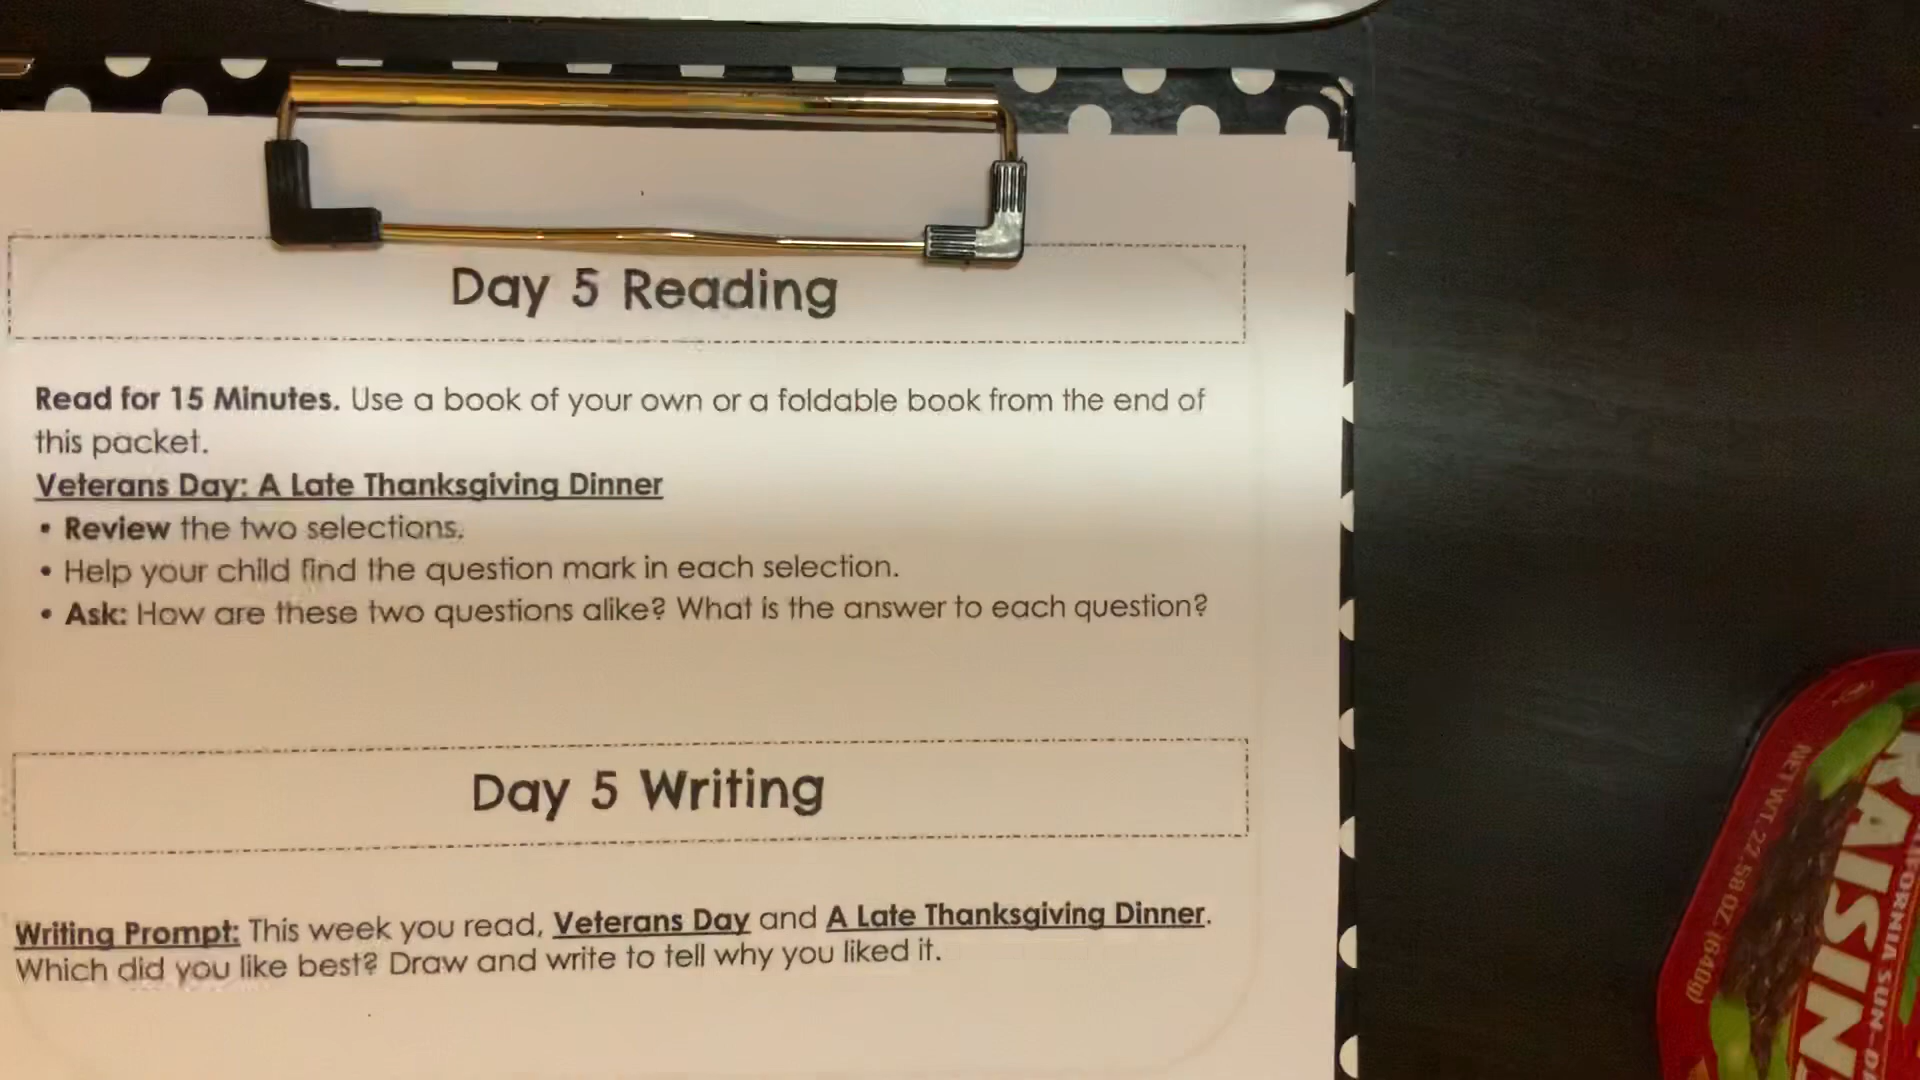 Day 5 Reading
Read for 15 Minutes. Use a book of your own or a foldable book from the end of
this packet.
Veterans Day: A Late Thanksgiving Dinner
• Review the two selections.
• Help your child find the question mark in each selection.
• Ask: How are these two questions alike? What is the answer to each question?
Day 5 Writing
Writing Prompt: This week you read, Veterans Day and A Late Thanksgiving Dinner.
Which did you like best? Draw and write to tell why you liked it.
NET WT. 22.58 OZ (640g)